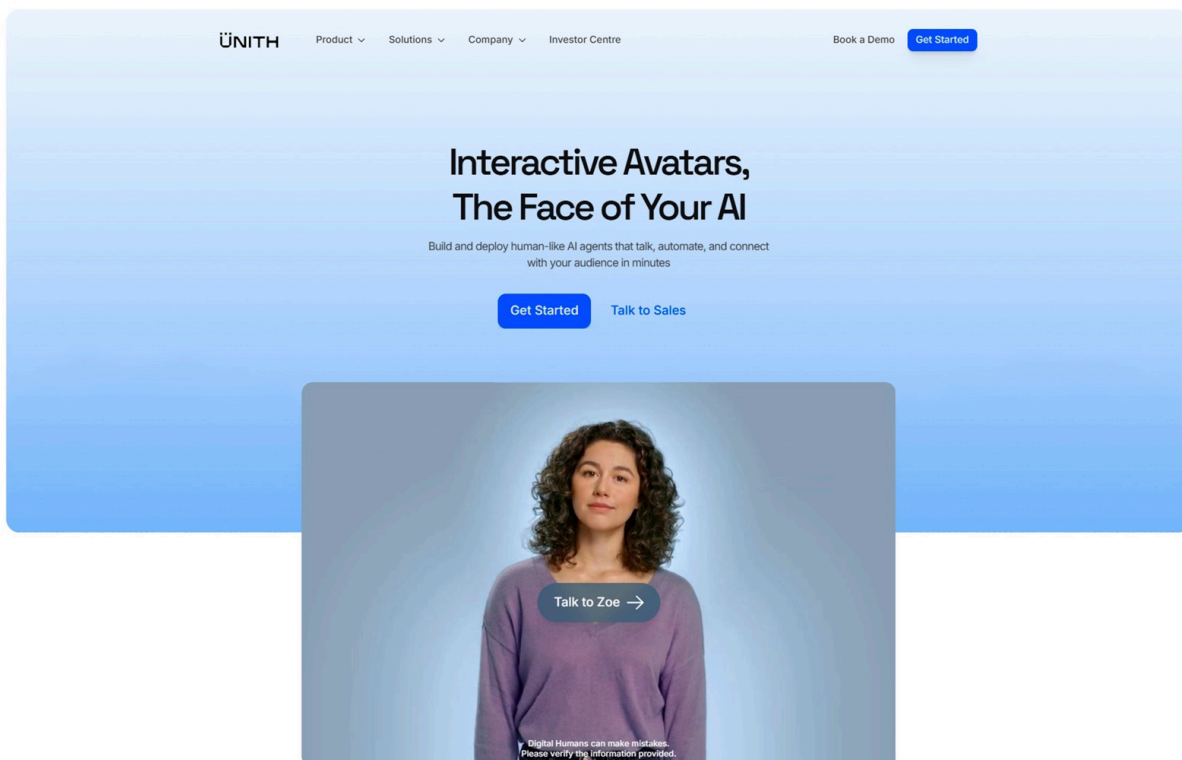 ÜNITH
Product
Solutions
Company
Investor Centre
Book a Demo
Get Started
Interactive Avatars,
The Face of Your AI
Build and deploy human-like AI agents that talk, automate, and connect
with your audience in minutes
Get Started
Talk to Sales
Talk to Zoe
Digital Humans can make mistakes.
Please verify the information provided.